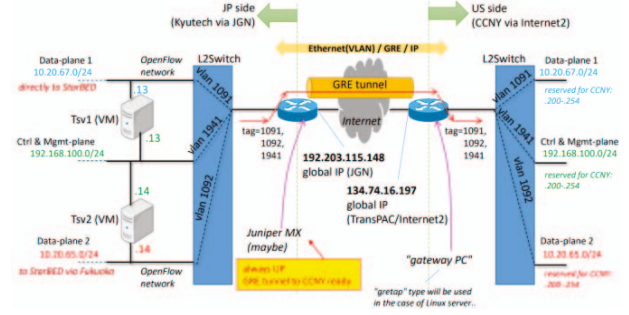 JP side
(Kyutech via JGN)
US side
(CCNY via Internet2)
Ethernet(VLAN) / GRE / IP
Data-plane 1
10.20.67.0/24
directly to StarBED
OpenFlow
network
L2Switch
vlan 1091
vlan 1941
vlan 1092
.13
Tsv1 (VM)
.13
Ctrl & Mgmt-plane
192.168.100.0/24
.14
Tsv2 (VM)
.14
Data-plane 2
10.20.65.0/24
to StarBED via Fukuoka
OpenFlow
network
GRE tunnel
Internet
tag=1091,
1092,
1941
192.203.115.148
global IP (JGN)
134.74.16.197
global IP
(TransPAC/Internet2)
tag=1091,
1092,
1941
Juniper MX
(maybe)
always UP
GRE tunnel to CCNY ready
"gateway PC"
"gretap" type will be used
in the case of Linux server..
L2Switch
vlan 1091
vlan 1941
vlan 1092
Data-plane 1
10.20.67.0/24
reserved for CCNY:
.200-.254
Ctrl & Mgmt-plane
192.168.100.0/24
reserved for CCNY:
.200-.254
Data-plane 2
10.20.65.0/24
reserved for CCNY:
.200-.254